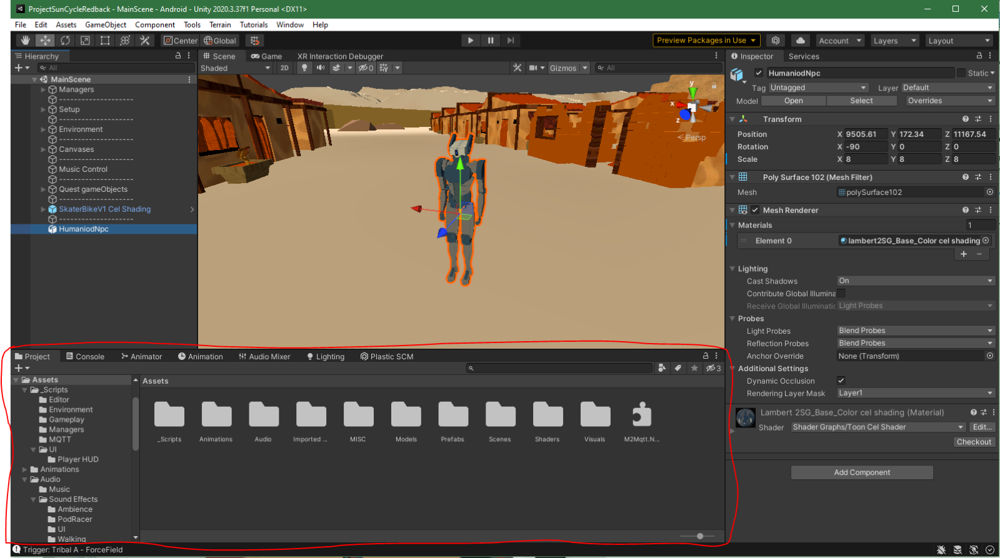 ProjectSunCycleRedback - MainScene - Android - Unity 2020.3.37f1 Personal <DX11>
File Edit Assets GameObject Component Tools Terrain Tutorials Window Help
Center Global Preview Packages in Use Account Layers Layout
Hierarchy
All
MainScene
Managers
--------------------
Setup
--------------------
Environment
--------------------
Canvases
--------------------
Music Control
--------------------
Quest gameObjects
--------------------
SkaterBikeV1 Cel Shading
--------------------
HumaniodNpc
Scene Game XR Interaction Debugger
Shaded 2D 0 Gizmos All
y
x
z
Persp
Inspector Services
HumaniodNpc Static
Tag Untagged Layer Default
Model Open Select Overrides
Transform
Position X 9505.61 Y 172.34 Z 11167.54
Rotation X -90 Y 0 Z 0
Scale X 8 Y 8 Z 8
Poly Surface 102 (Mesh Filter)
Mesh polySurface102
Mesh Renderer
Materials 1
Element 0 lambert2SG_Base_Color cel shading
+ -
Lighting
Cast Shadows On
Contribute Global Illumina
Receive Global Illuminatic Light Probes
Probes
Light Probes Blend Probes
Reflection Probes Blend Probes
Anchor Override None (Transform)
Additional Settings
Dynamic Occlusion
Rendering Layer Mask Layer1
Lambert 2SG_Base_Color cel shading (Material)
Shader Shader Graphs/Toon Cel Shader Edit...
Checkout
Add Component
Project Console Animator Animation Audio Mixer Lighting Plastic SCM
3
Assets
_Scripts
Editor
Environment
Gameplay
Managers
MQTT
UI
Player HUD
Animations
Audio
Music
Sound Effects
Ambience
PodRacer
UI
Walking
Assets
_Scripts Animations Audio Imported ... MISC Models Prefabs Scenes Shaders Visuals M2Mqtt.N...
Trigger: Tribal A - ForceField